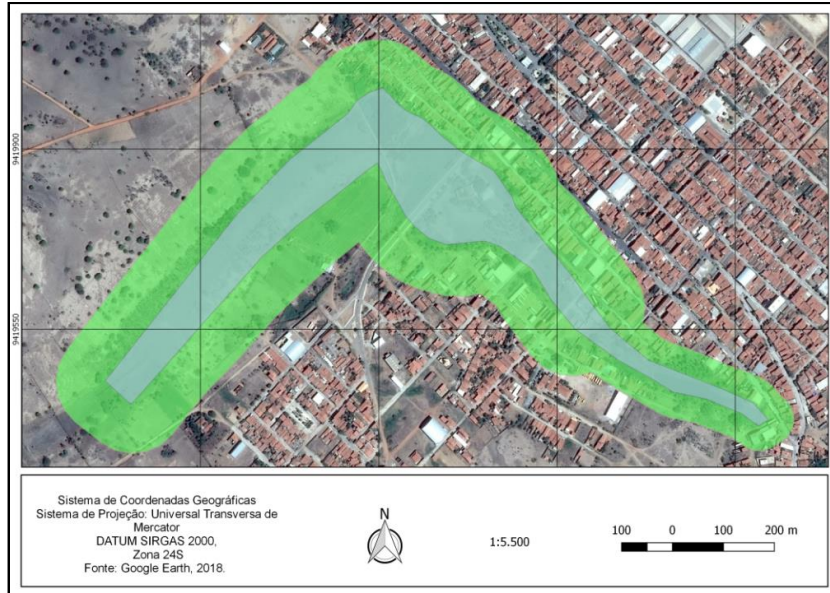 9419900
9419550
Sistema de Coordenadas Geográficas
Sistema de Projeção: Universal Transversa de
Mercator
DATUM SIRGAS 2000,
Zona 24S
Fonte: Google Earth, 2018.
N
1:5.500
100 0 100 200 m